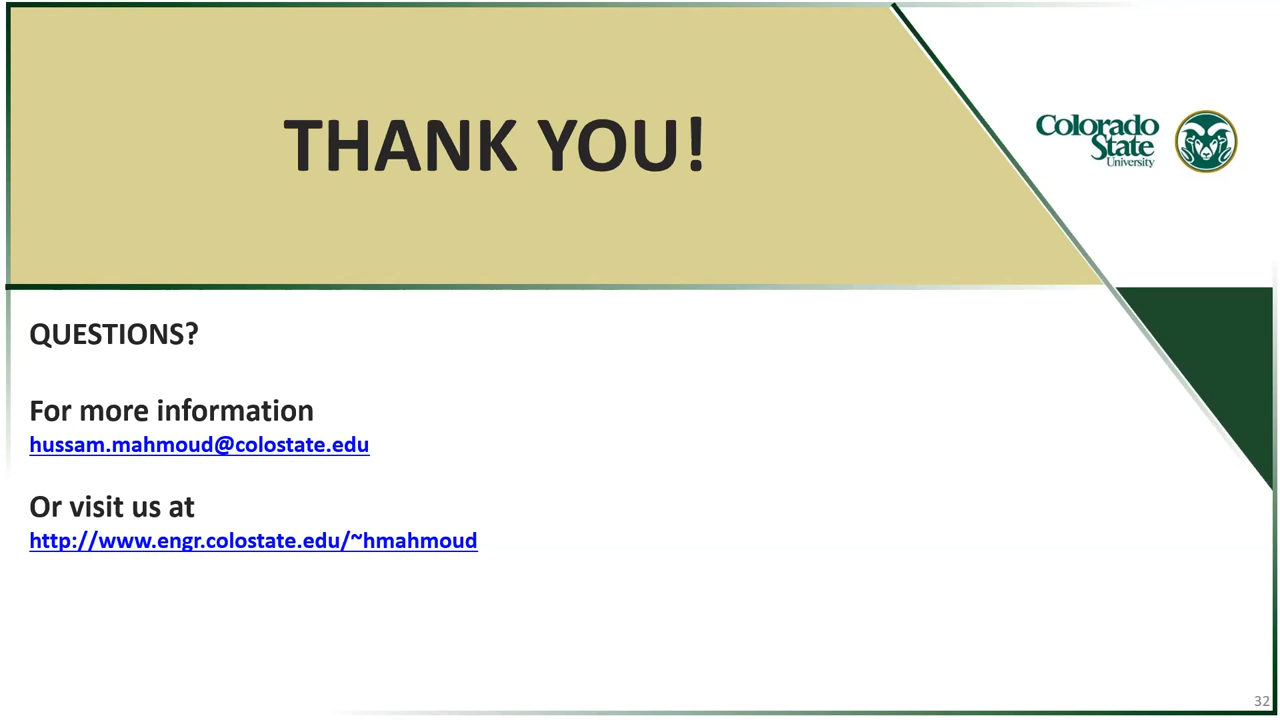 THANK YOU!
Colorado
State
University
QUESTIONS?
For more information
hussam.mahmoud@colostate.edu
Or visit us at
http://www.engr.colostate.edu/~hmahmoud
32